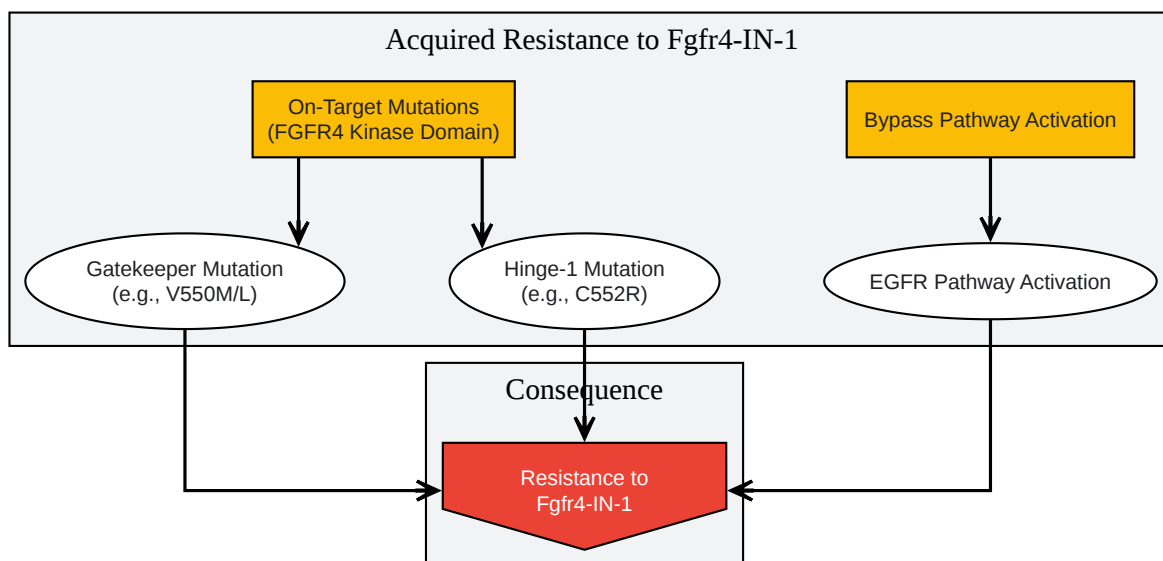 Acquired Resistance to Fgfr4-IN-1
On-Target Mutations
(FGFR4 Kinase Domain)
Bypass Pathway Activation
Gatekeeper Mutation
(e.g., V550M/L)
Hinge-1 Mutation
(e.g., C552R)
EGFR Pathway Activation
Consequence
Resistance to
Fgfr4-IN-1